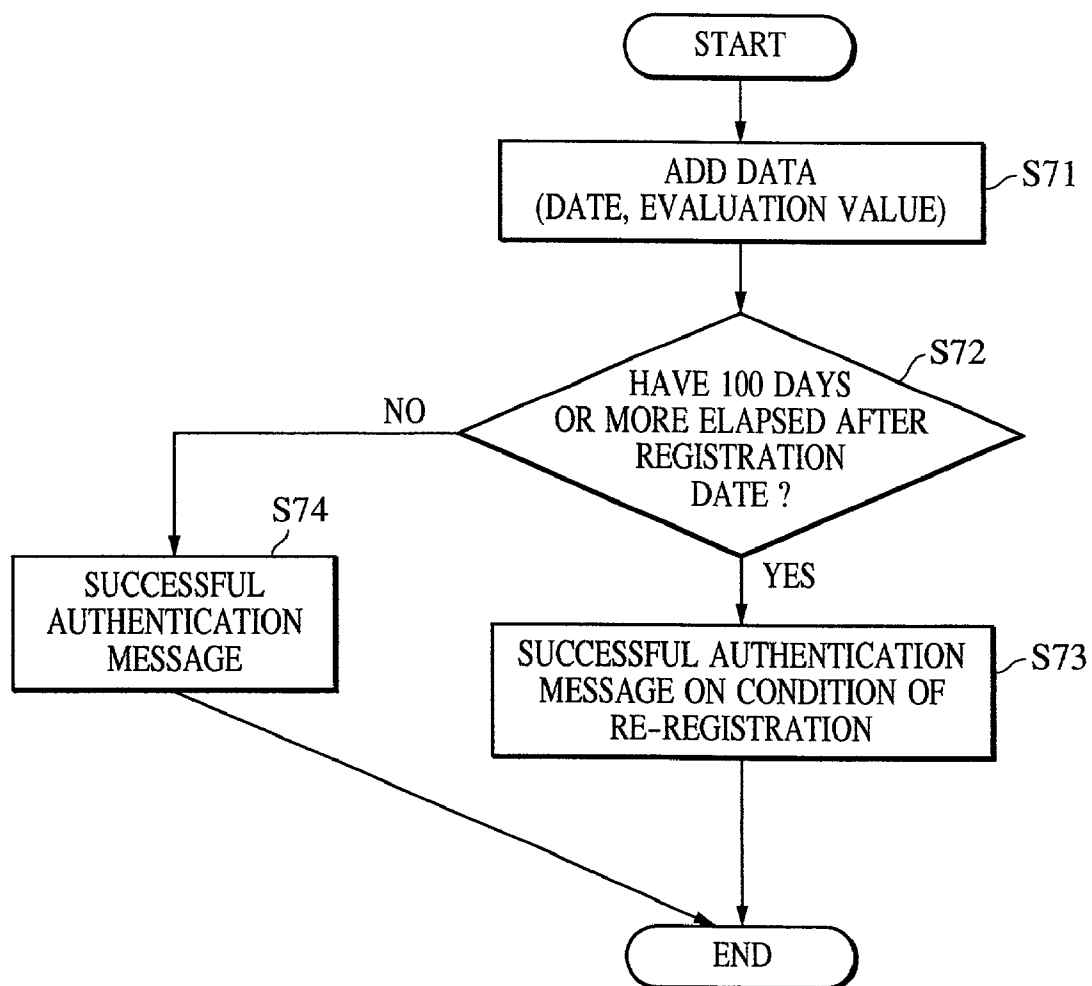 START
ADD DATA
(DATE, EVALUATION VALUE)
S71
S72
HAVE 100 DAYS
OR MORE ELAPSED AFTER
REGISTRATION
DATE ?
NO
YES
S74
SUCCESSFUL
AUTHENTICATION
MESSAGE
SUCCESSFUL AUTHENTICATION
MESSAGE ON CONDITION OF
RE-REGISTRATION
S73
END